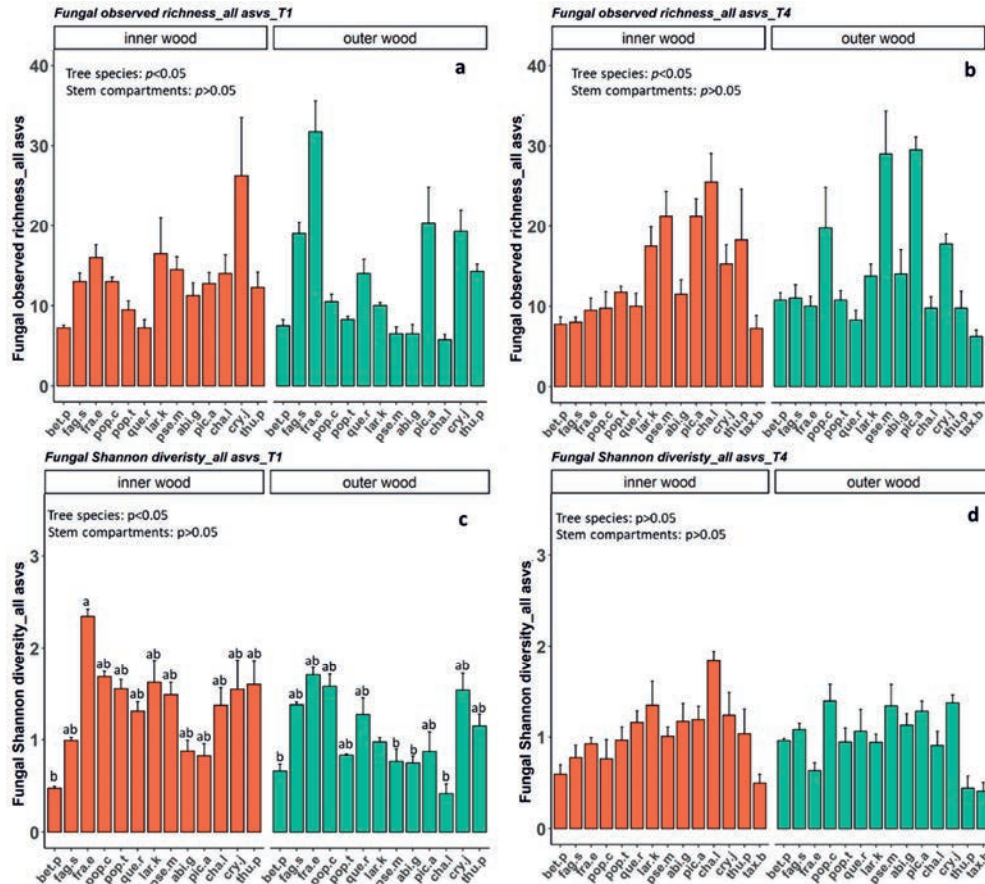 Fungal observed richness_all asvs_T1
inner wood
outer wood
Fungal observed richness_all asvs_
40
30
20
10
0
Tree species: p<0.05
Stem compartments: p>0.05
a
bet.p
fag.s
fra.e
pop.c
pop.t
que.r
lar.k
pse.m
abi.g
pic.a
cha.l
cry.j
thu.p
bet.p
fag.s
fra.e
pop.c
pop.t
que.r
lar.k
pse.m
abi.g
pic.a
cha.l
cry.j
thu.p
Fungal observed richness_all asvs_T4
inner wood
outer wood
Fungal observed richness_all asvs,
40
30
20
10
0
Tree species: p<0.05
Stem compartments: p>0.05
b
bet.p
fag.s
fra.e
pop.c
pop.t
que.r
lar.k
pse.m
abi.g
pic.a
cha.l
cry.j
thu.p
tax.b
bet.p
fag.s
fra.e
pop.c
pop.t
que.r
lar.k
pse.m
abi.g
pic.a
cha.l
cry.j
thu.p
tax.b
Fungal Shannon diveristy_all asvs_T1
inner wood
outer wood
Fungal Shannon diversity_all asvs
3
2
1
0
Tree species: p<0.05
Stem compartments: p>0.05
c
b
ab
a
ab
ab
ab
ab
ab
ab
ab
ab
ab
ab
b
ab
ab
ab
ab
ab
ab
b
ab
ab
b
ab
ab
bet.p
fag.s
fra.e
pop.c
pop.t
que.r
lar.k
pse.m
abi.g
pic.a
cha.l
cry.j
thu.p
bet.p
fag.s
fra.e
pop.c
pop.t
que.r
lar.k
pse.m
abi.g
pic.a
cha.l
cry.j
thu.p
Fungal Shannon diveristy_all asvs_T4
inner wood
outer wood
Fungal Shannon diversity_all asvs
3
2
1
0
Tree species: p>0.05
Stem compartments: p>0.05
d
bet.p
fag.s
fra.e
pop.c
pop.t
que.r
lar.k
pse.m
abi.g
pic.a
cha.l
cry.j
thu.p
tax.b
bet.p
fag.s
fra.e
pop.c
pop.t
que.r
lar.k
pse.m
abi.g
pic.a
cha.l
cry.j
thu.p
tax.b